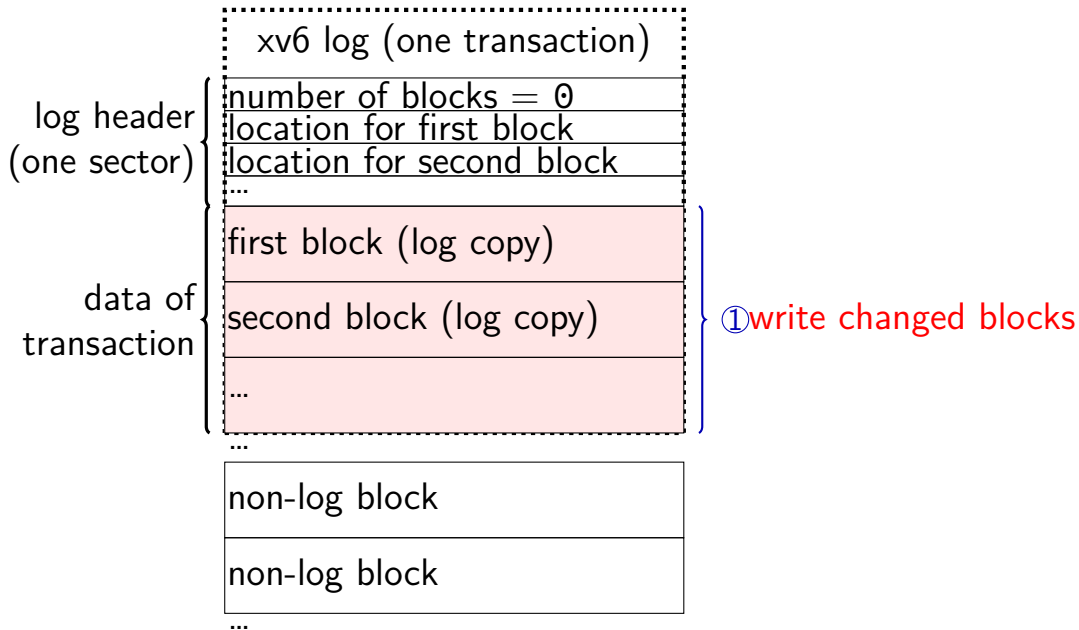 xv6 log (one transaction)
log header
(one sector)
number of blocks = 0
location for first block
location for second block
…
data of
transaction
first block (log copy)
second block (log copy)
…
①write changed blocks
…
non-log block
non-log block
…